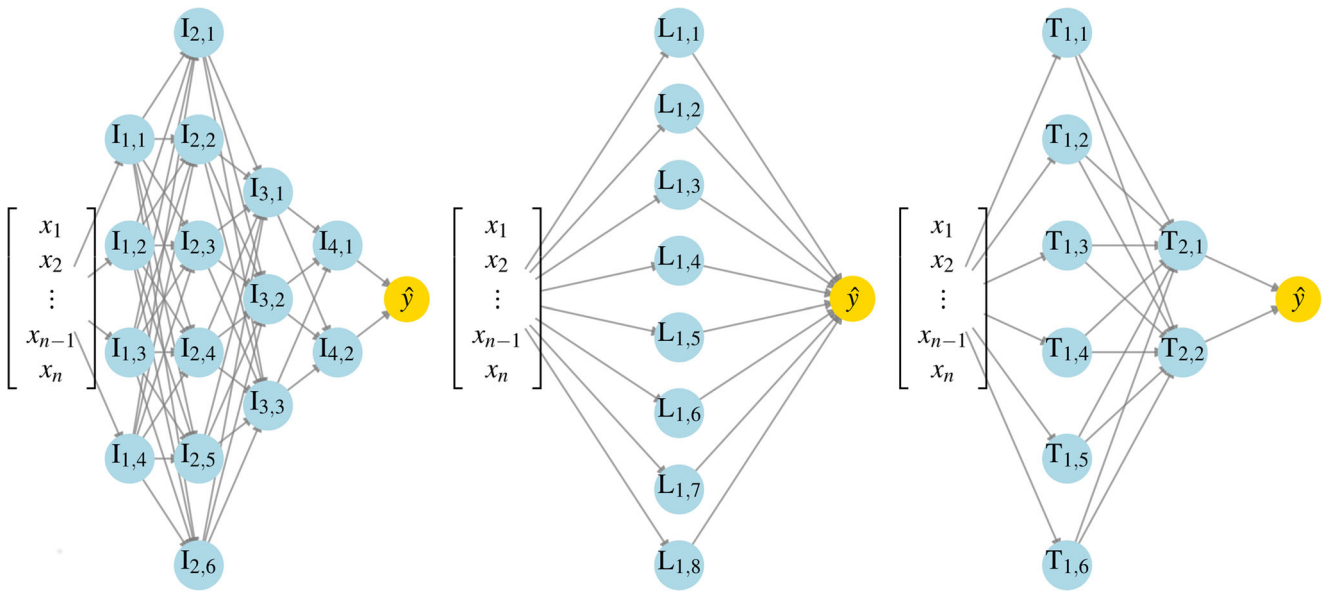 I2,1
I1,1
I2,2
I3,1
x1
x2
⋮
xn−1
xn
I1,2
I2,3
I4,1
I3,2
ŷ
I1,3
I2,4
I4,2
I3,3
I1,4
I2,5
I2,6
L1,1
L1,2
L1,3
x1
x2
⋮
xn−1
xn
L1,4
ŷ
L1,5
L1,6
L1,7
L1,8
T1,1
T1,2
x1
x2
⋮
xn−1
xn
T1,3
T2,1
ŷ
T1,4
T2,2
T1,5
T1,6